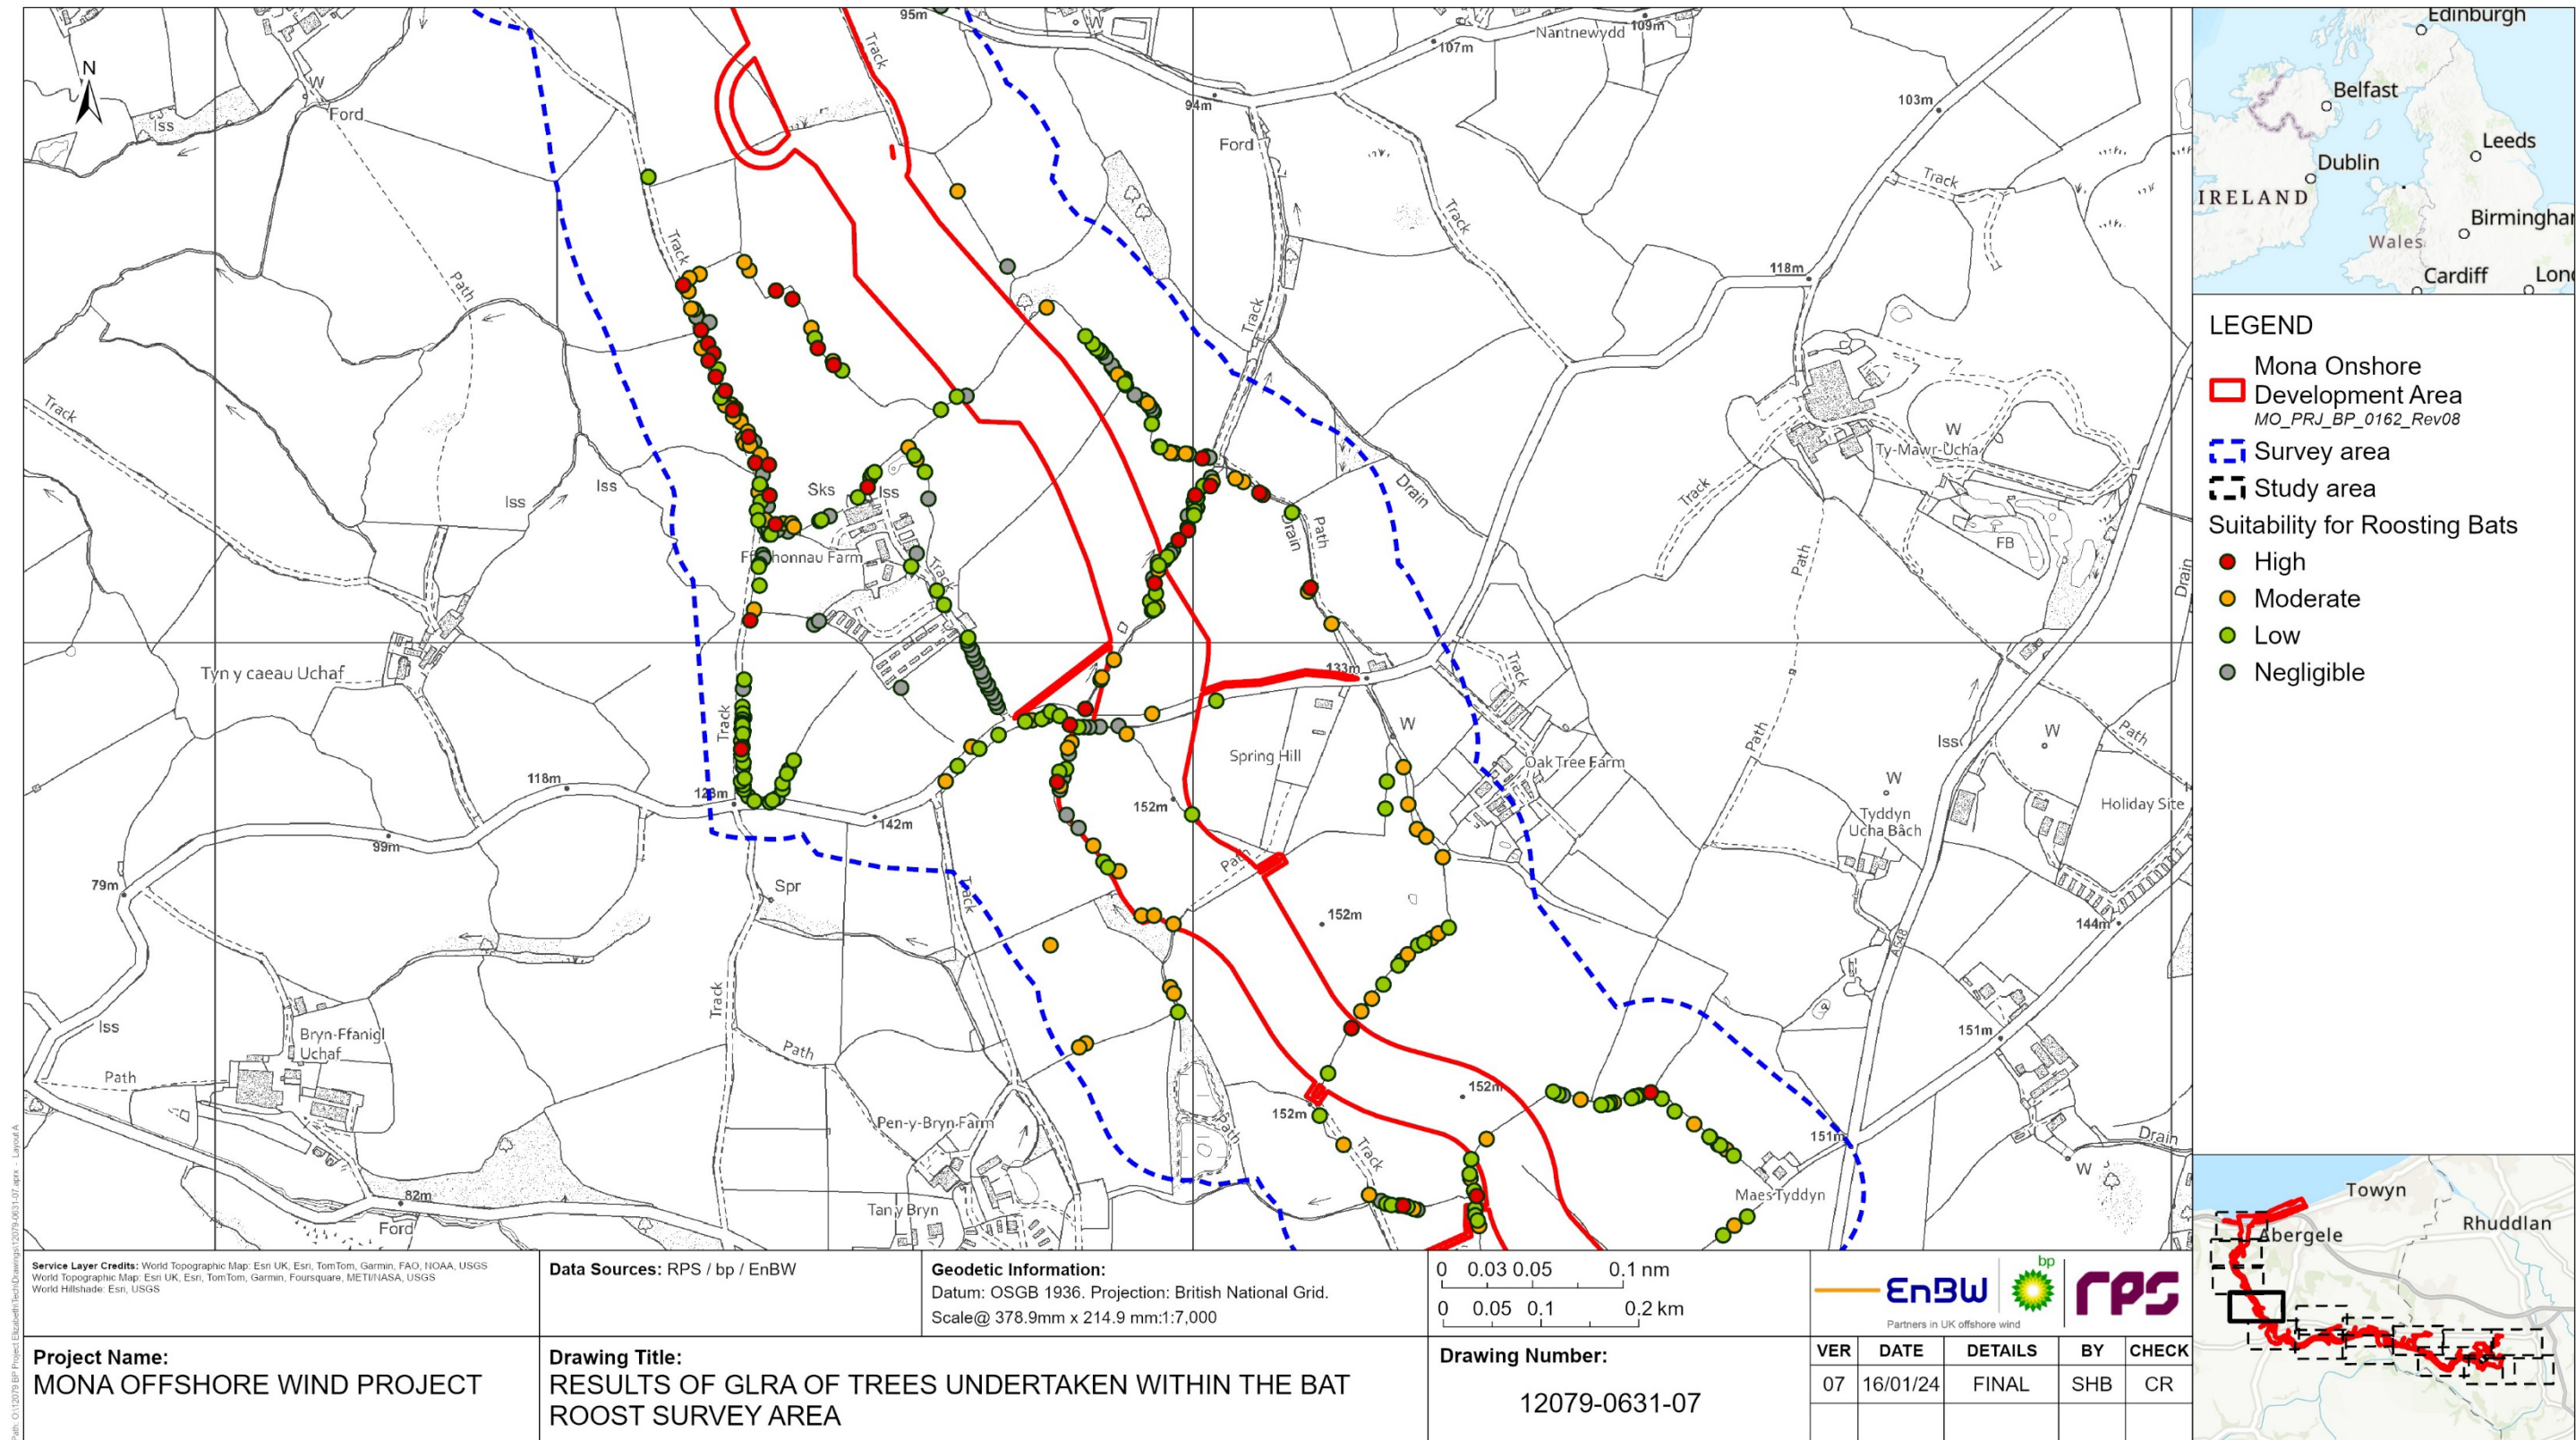 95m
W
Track
107m
Nantnewydd
109m
N
W
Ford
Iss
94m
103m
Ford
Track
Track
Track
Path
118m
Track
Track
Iss
Iss
Sks
Iss
Drain
Drain
Path
Track
W
Ty-Mawr-Ucha
FB
Path
Drain
honnau Farm
Track
Tyn y caeau Uchaf
133m
Track
Track
W
Spring Hill
Oak Tree Farm
Path
Iss
W
Path
118m
123m
142m
152m
W
Tyddyn
Ucha Bâch
Holiday Site
99m
79m
Path
Spr
Track
152m
144m
A548
Track
Iss
Bryn-Ffanigl
Uchaf
Path
Path
151m
152m
152m
Pen-y-Bryn-Farm
Path
Track
151m
Drain
W
Maes Tyddyn
82m
Ford
Tan y Bryn
Edinburgh
Belfast
Leeds
Dublin
IRELAND
Birmingha
Wales
Cardiff
Lon
LEGEND
Mona Onshore
Development Area
MO_PRJ_BP_0162_Rev08
Survey area
Study area
Suitability for Roosting Bats
High
Moderate
Low
Negligible
Towyn
Rhuddlan
Abergele
Service Layer Credits: World Topographic Map: Esri UK, Esri, TomTom, Garmin, FAO, NOAA, USGS
World Topographic Map: Esri UK, Esri, TomTom, Garmin, Foursquare, METI/NASA, USGS
World Hillshade: Esri, USGS
Data Sources: RPS / bp / EnBW
Geodetic Information:
Datum: OSGB 1936. Projection: British National Grid.
Scale@ 378.9mm x 214.9 mm:1:7,000
0 0.03 0.05 0.1 nm
0 0.05 0.1 0.2 km
EnBW
bp
rps
Partners in UK offshore wind
Project Name:
MONA OFFSHORE WIND PROJECT
Drawing Title:
RESULTS OF GLRA OF TREES UNDERTAKEN WITHIN THE BAT
ROOST SURVEY AREA
Drawing Number:
12079-0631-07
VER DATE DETAILS BY CHECK
07 16/01/24 FINAL SHB CR